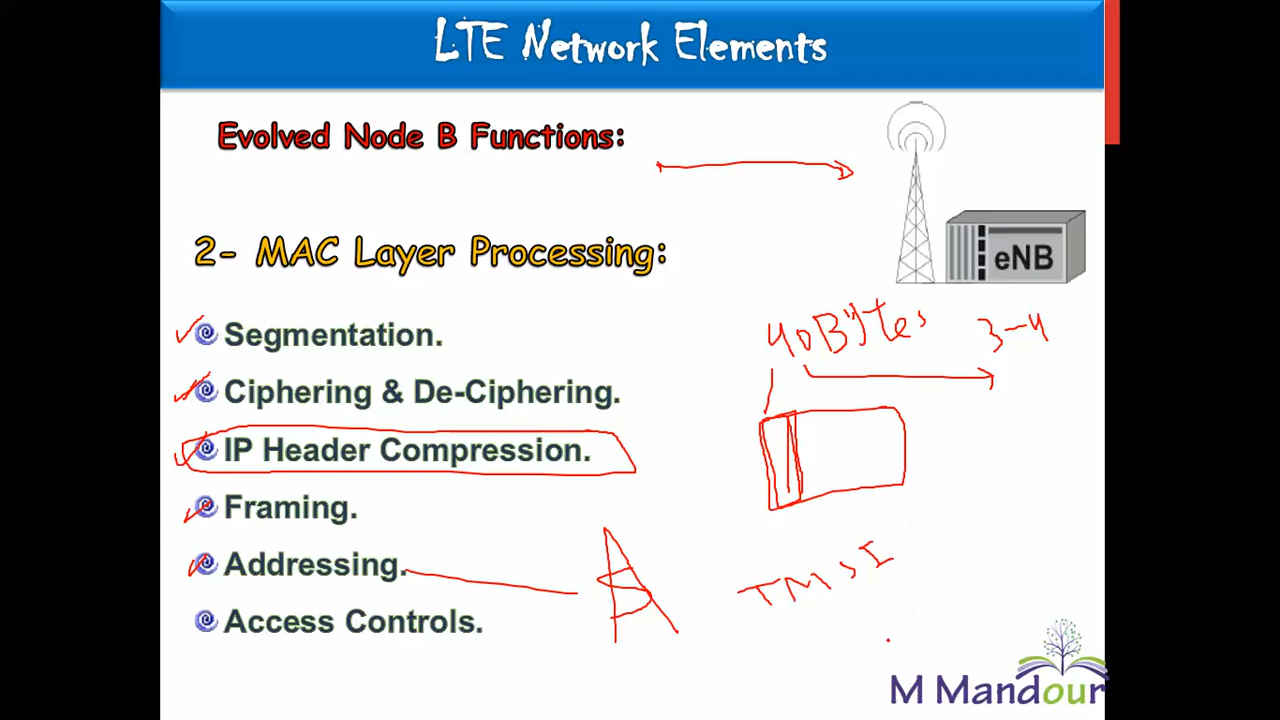 LTE Network Elements
Evolved Node B Functions:
2- MAC Layer Processing:
eNB
Segmentation.
40Bytes 3-4
Ciphering & De-Ciphering.
IP Header Compression.
Framing.
Addressing.
TMSI
Access Controls.
M Mandour